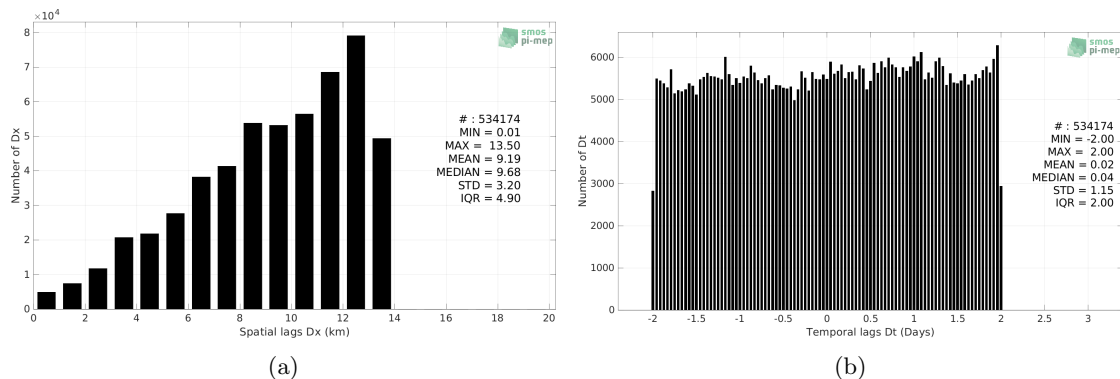 ×10⁴
8
7
6
5
4
3
2
1
0
Number of Dx
0 2 4 6 8 10 12 14 16 18 20
Spatial lags Dx (km)
smos
pi-mep
# : 534174
MIN = 0.01
MAX = 13.50
MEAN = 9.19
MEDIAN = 9.68
STD = 3.20
IQR = 4.90
(a)
6000
5000
4000
3000
2000
1000
0
Number of Dt
-2 -1.5 -1 -0.5 0 0.5 1 1.5 2 2.5 3
Temporal lags Dt (Days)
smos
pi-mep
# : 534174
MIN = -2.00
MAX = 2.00
MEAN = 0.02
MEDIAN = 0.04
STD = 1.15
IQR = 2.00
(b)